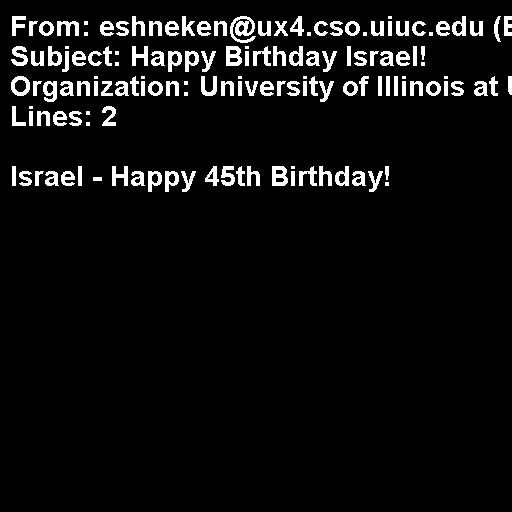 From: eshneken@ux4.cso.uiuc.edu (
Subject: Happy Birthday Israel!
Organization: University of Illinois at
Lines: 2

Israel - Happy 45th Birthday!